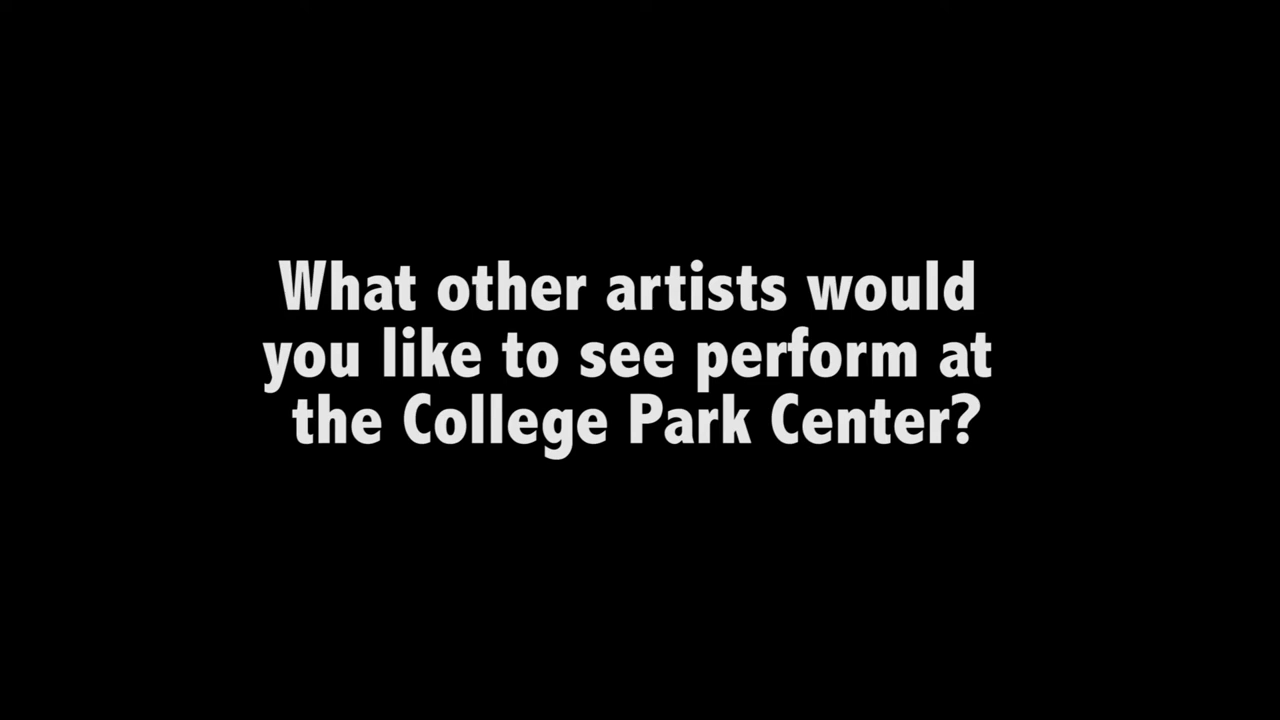 What other artists would
you like to see perform at
the College Park Center?